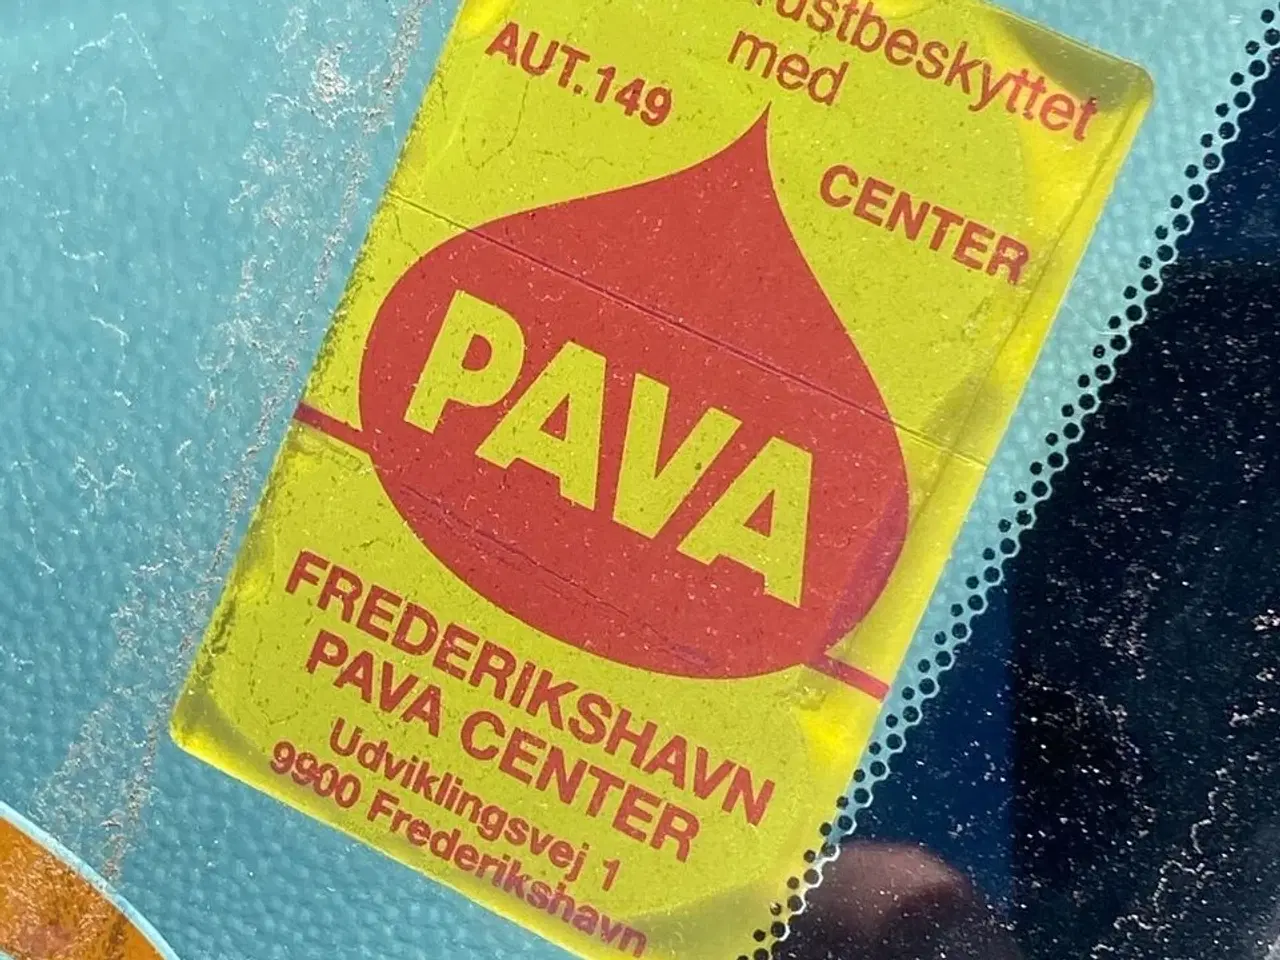 rustbeskyttet
med
AUT.149
CENTER
PAVA
FREDERIKSHAVN
PAVA CENTER
Udviklingsvej 1
9900 Frederikshavn